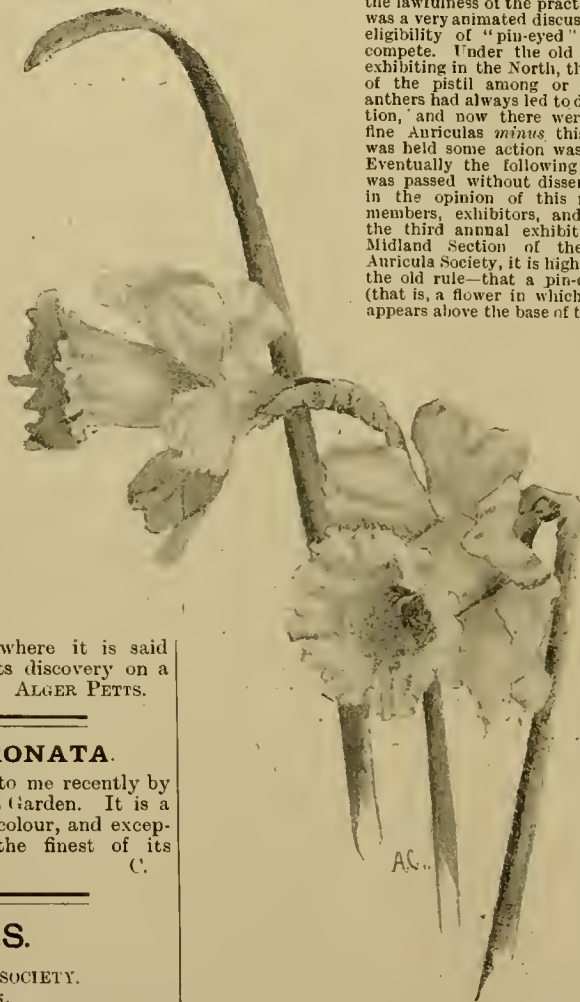 the lawfulness of the pract
was a very animated discus
eligibility of "pin-eyed"
compete. Under the old
exhibiting in the North, th
of the pistil among or
anthers had always led to d
tion, and now there wer
fine Auriculas minus this
was held some action was
Eventually the following
was passed without dissen
in the opinion of this
members, exhibitors, and
the third annual exhibit
Midland Section of the
Auricula Society, it is high
the old rule—that a pin-e
(that is, a flower in which
appears above the base of t
where it is said
ts discovery on a
ALGER PETTS.
RONATA.
to me recently by
Garden. It is a
colour, and excep-
the finest of its
C.
S.
SOCIETY.
A.C.